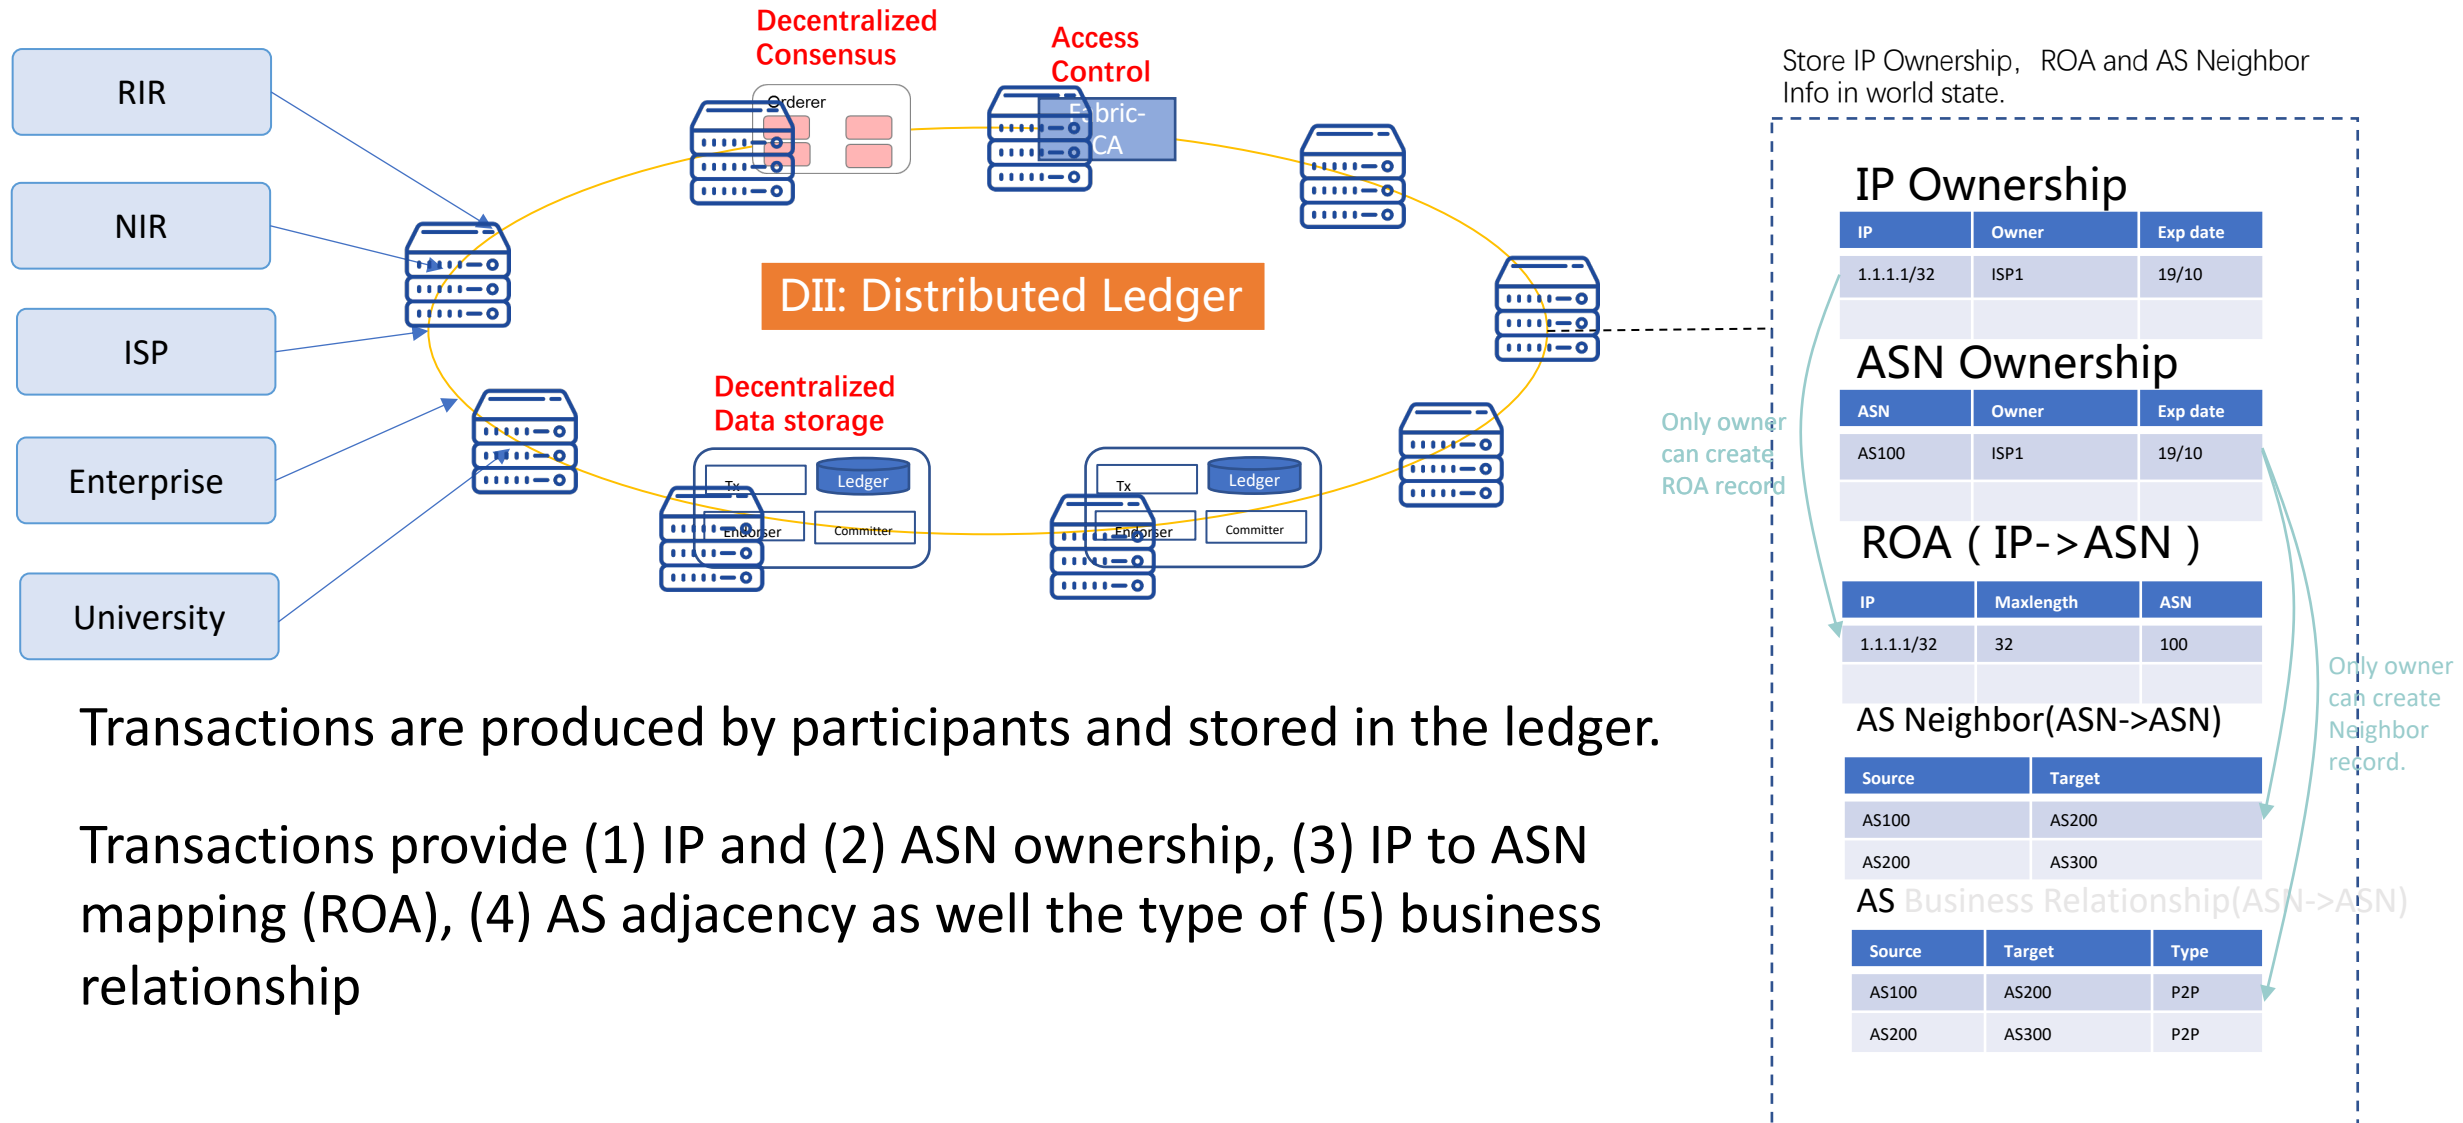 RIR
NIR
ISP
Enterprise
University
Decentralized
Consensus
Orderer
Access
Control
Fabric-
CA
DII: Distributed Ledger
Decentralized
Data storage
Tx
Ledger
Endorser
Committer
Tx
Ledger
Endorser
Committer
Transactions are produced by participants and stored in the ledger.
Transactions provide (1) IP and (2) ASN ownership, (3) IP to ASN
mapping (ROA), (4) AS adjacency as well the type of (5) business
relationship
Store IP Ownership, ROA and AS Neighbor
Info in world state.
IP Ownership
IP Owner Exp date
1.1.1.1/32 ISP1 19/10
ASN Ownership
ASN Owner Exp date
AS100 ISP1 19/10
Only owner
can create
ROA record
ROA ( IP->ASN )
IP Maxlength ASN
1.1.1.1/32 32 100
AS Neighbor(ASN->ASN)
Source Target
AS100 AS200
AS200 AS300
Only owner
can create
Neighbor
record.
AS Business Relationship(ASN->ASN)
Source Target Type
AS100 AS200 P2P
AS200 AS300 P2P